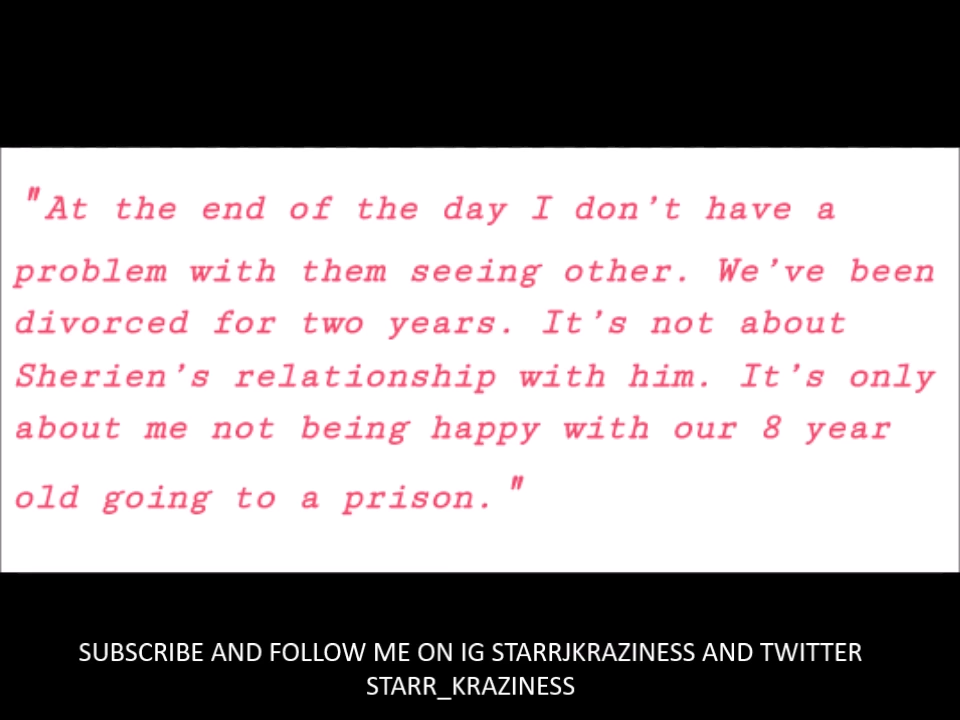 "At the end of the day I don't have a
problem with them seeing other. We've been
divorced for two years. It's not about
Sherien's relationship with him. It's only
about me not being happy with our 8 year
old going to a prison."
SUBSCRIBE AND FOLLOW ME ON IG STARRJKRAZINESS AND TWITTER
STARR_KRAZINESS